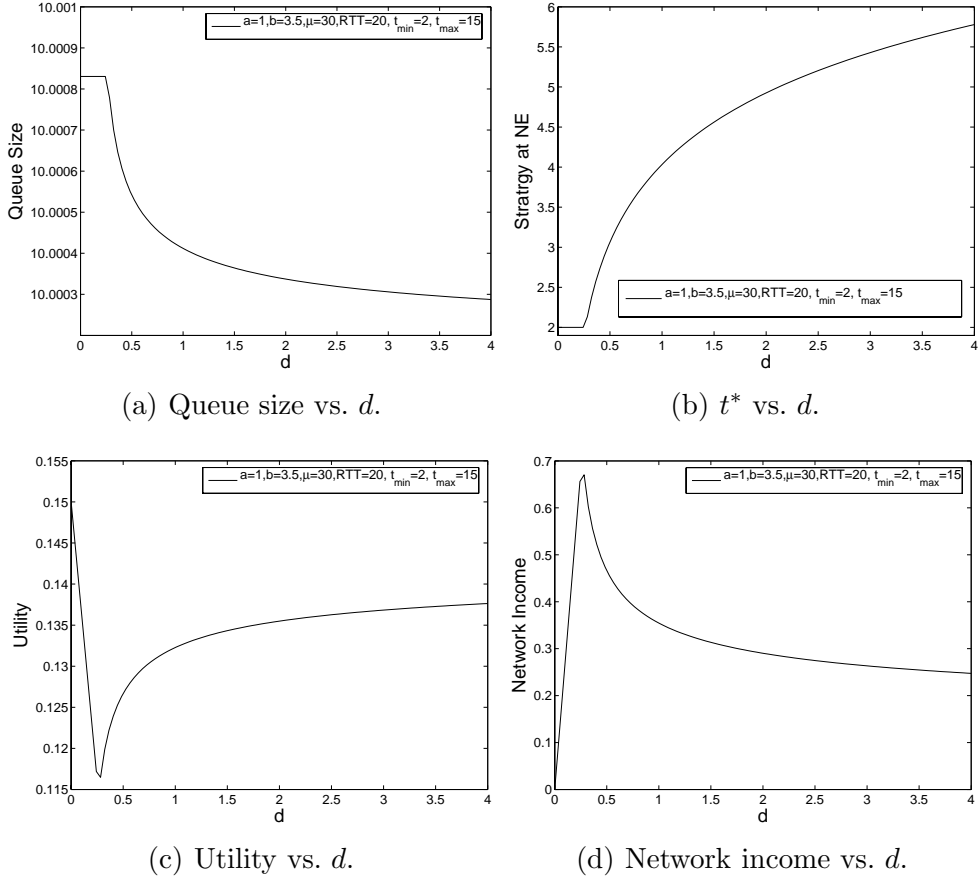 10.001
10.0009
10.0008
10.0007
10.0006
10.0005
10.0004
10.0003
Queue Size
0 0.5 1 1.5 2 2.5 3 3.5 4
d
a=1,b=3.5,μ=30,RTT=20, t_min=2, t_max=15
(a) Queue size vs. d.
6
5.5
5
4.5
4
3.5
3
2.5
2
Stratrgy at NE
0 0.5 1 1.5 2 2.5 3 3.5 4
d
a=1,b=3.5,μ=30,RTT=20, t_min=2, t_max=15
(b) t* vs. d.
0.155
0.15
0.145
0.14
0.135
0.13
0.125
0.12
0.115
Utility
0 0.5 1 1.5 2 2.5 3 3.5 4
d
a=1,b=3.5,μ=30,RTT=20, t_min=2, t_max=15
(c) Utility vs. d.
0.7
0.6
0.5
0.4
0.3
0.2
0.1
0
Network Income
0 0.5 1 1.5 2 2.5 3 3.5 4
d
a=1,b=3.5,μ=30,RTT=20, t_min=2, t_max=15
(d) Network income vs. d.